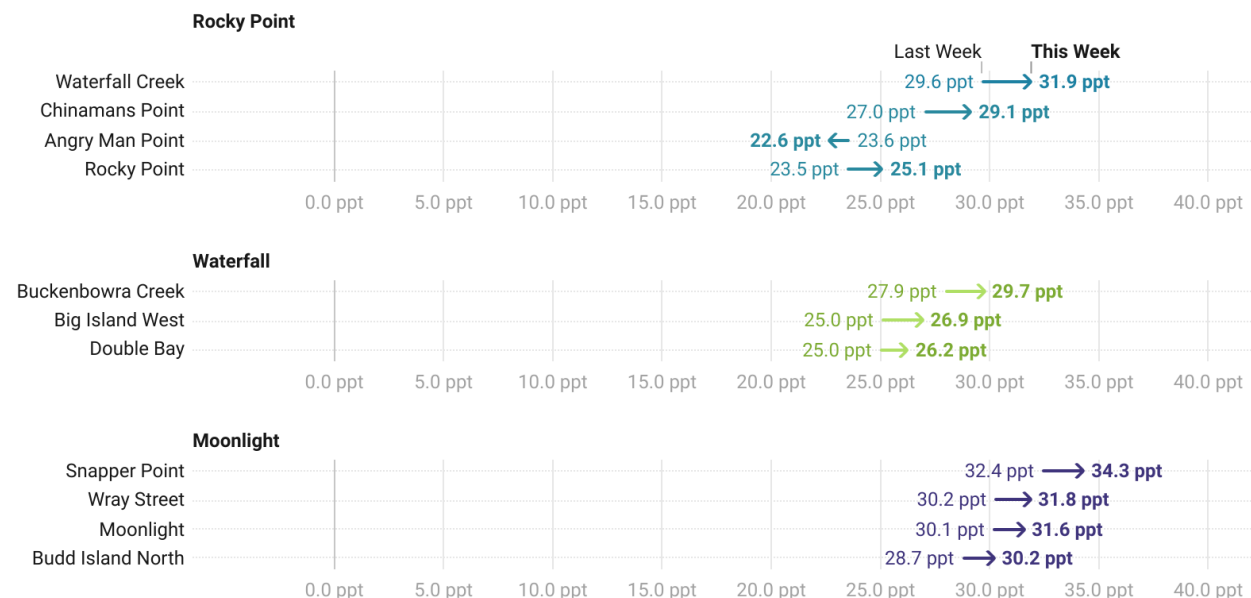 Rocky Point
Last Week This Week
Waterfall Creek 29.6 ppt 31.9 ppt
Chinamans Point 27.0 ppt 29.1 ppt
Angry Man Point 22.6 ppt 23.6 ppt
Rocky Point 23.5 ppt 25.1 ppt
0.0 ppt 5.0 ppt 10.0 ppt 15.0 ppt 20.0 ppt 25.0 ppt 30.0 ppt 35.0 ppt 40.0 ppt
Waterfall
Buckenbowra Creek 27.9 ppt 29.7 ppt
Big Island West 25.0 ppt 26.9 ppt
Double Bay 25.0 ppt 26.2 ppt
0.0 ppt 5.0 ppt 10.0 ppt 15.0 ppt 20.0 ppt 25.0 ppt 30.0 ppt 35.0 ppt 40.0 ppt
Moonlight
Snapper Point 32.4 ppt 34.3 ppt
Wray Street 30.2 ppt 31.8 ppt
Moonlight 30.1 ppt 31.6 ppt
Budd Island North 28.7 ppt 30.2 ppt
0.0 ppt 5.0 ppt 10.0 ppt 15.0 ppt 20.0 ppt 25.0 ppt 30.0 ppt 35.0 ppt 40.0 ppt